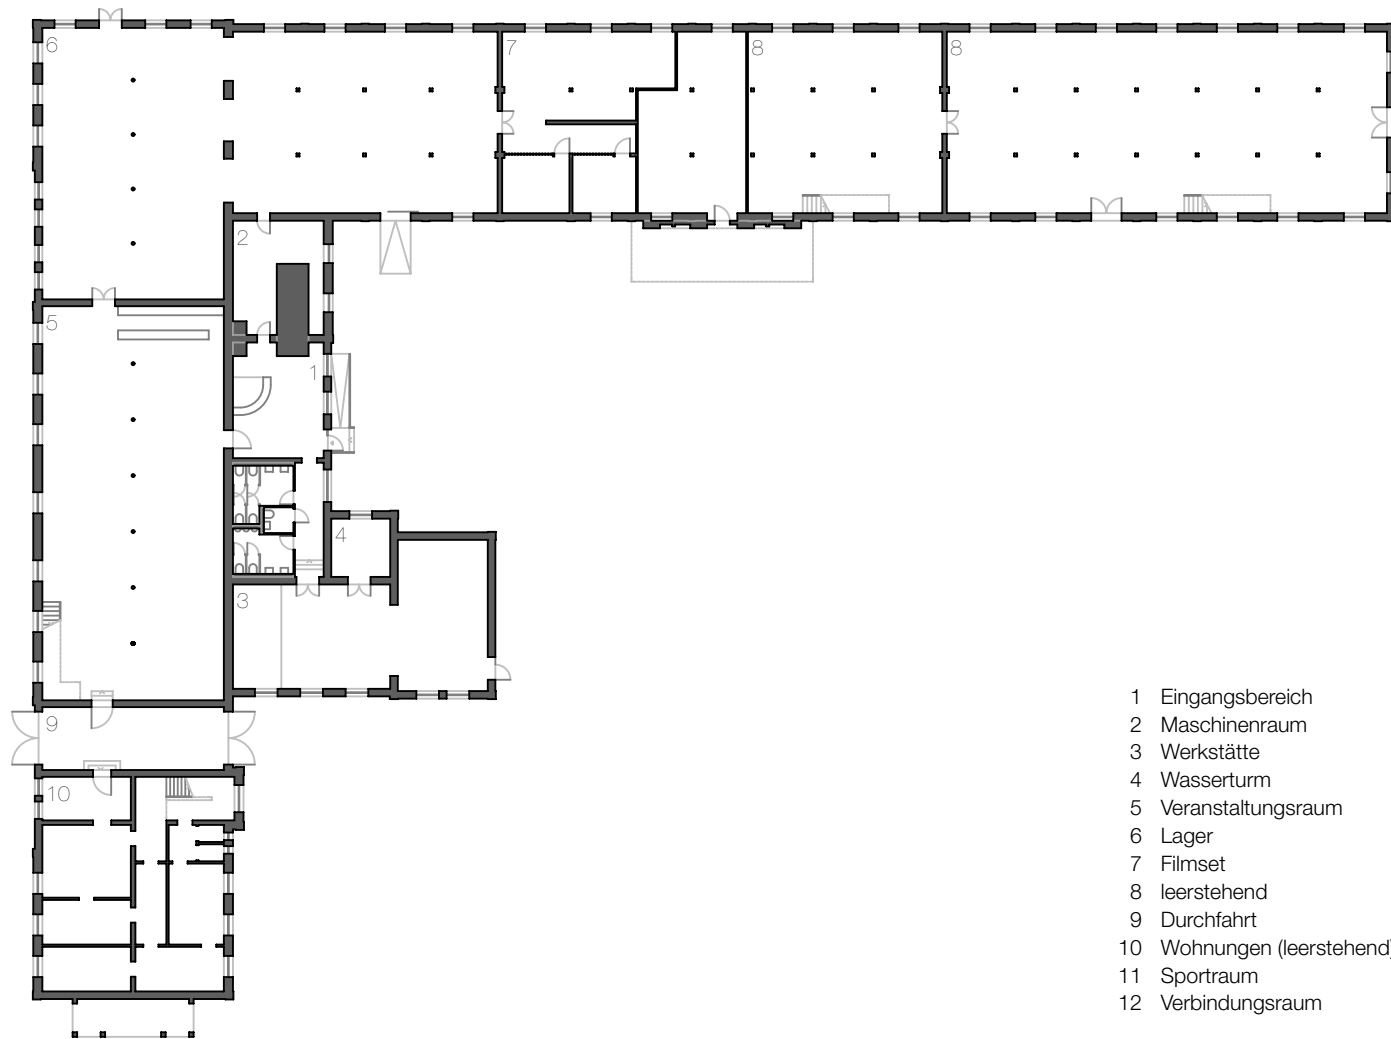 6
7
8
8
2
5
1
4
3
9
10
1 Eingangsbereich
2 Maschinenraum
3 Werkstätte
4 Wasserturm
5 Veranstaltungsraum
6 Lager
7 Filmset
8 leerstehend
9 Durchfahrt
10 Wohnungen (leerstehend)
11 Sportraum
12 Verbindungsraum